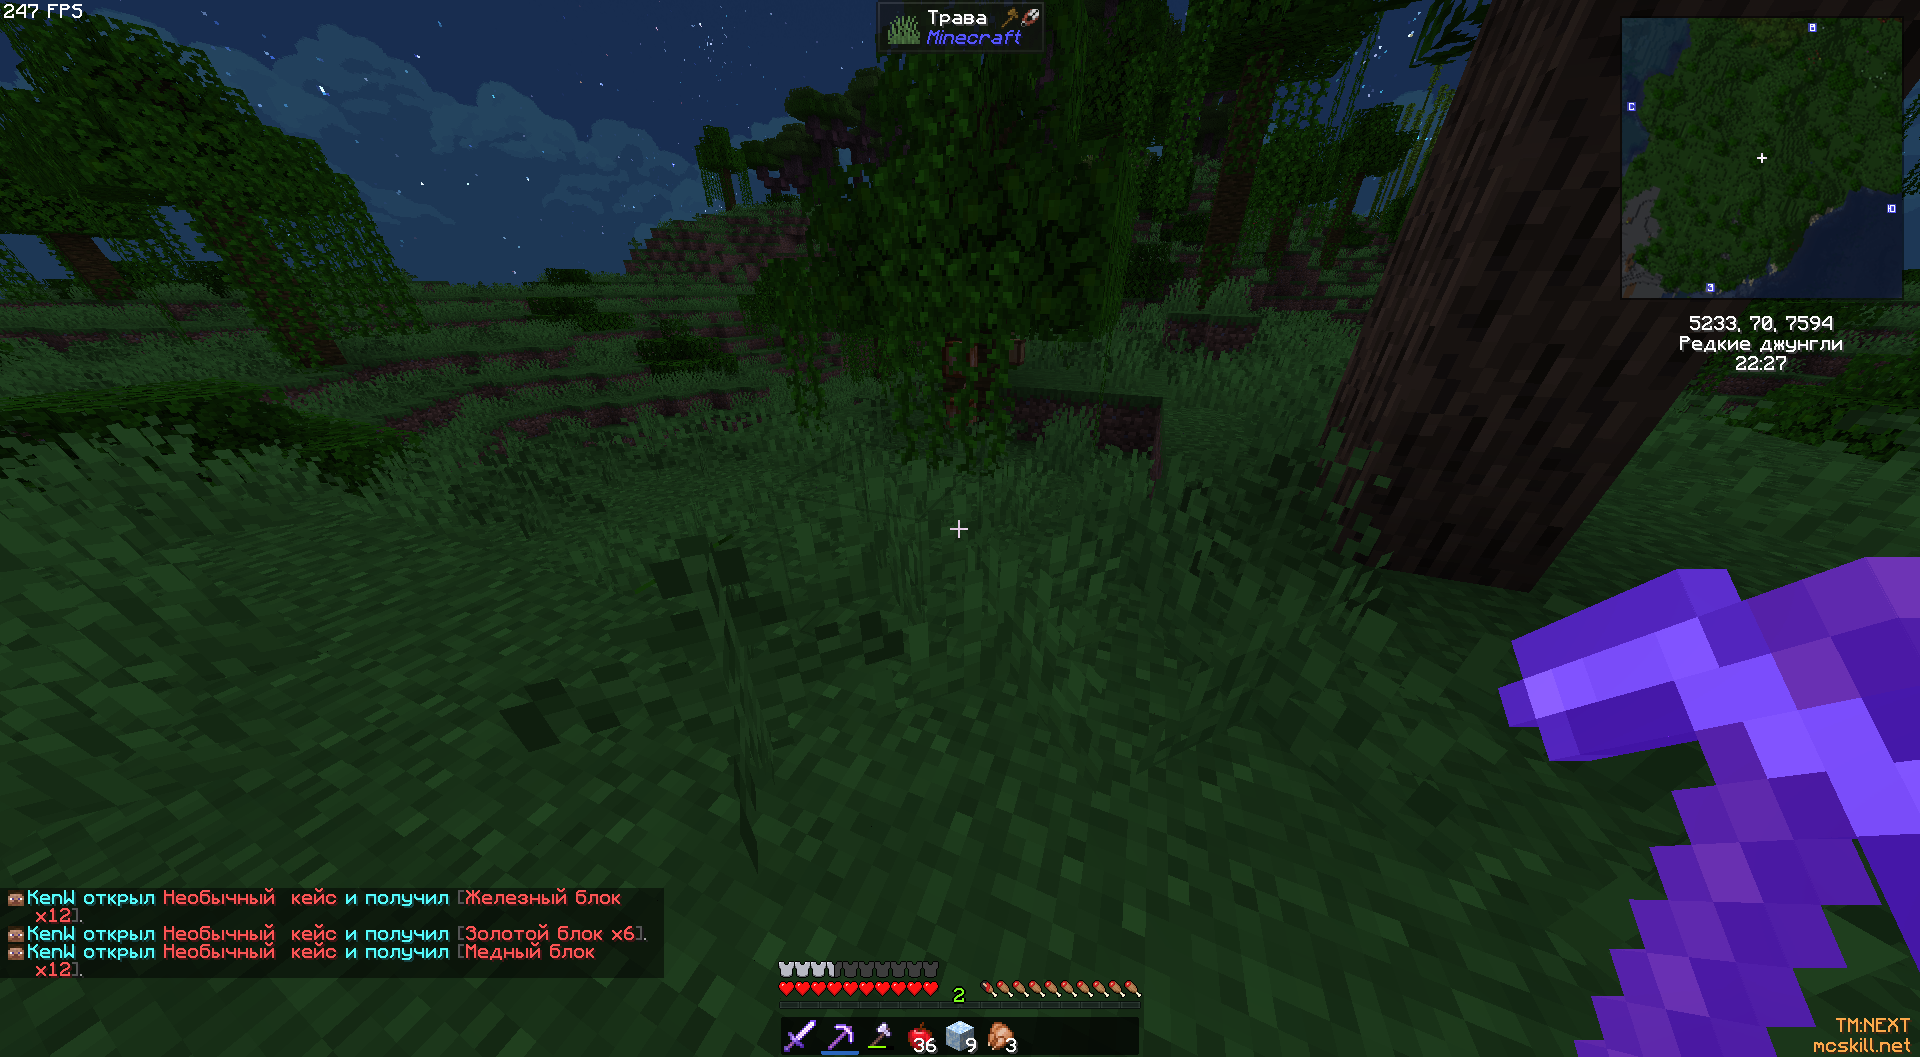 247 FPS
Трава
Minecraft
В
С
Ю
З
5233, 70, 7594
Редкие джунгли
22:27
KenW открыл Необычный кейс и получил [Железный блок
x12].
KenW открыл Необычный кейс и получил [Золотой блок x6].
KenW открыл Необычный кейс и получил [Медный блок
x12].
2
36
9
3
TM:NEXT
mcskill.net